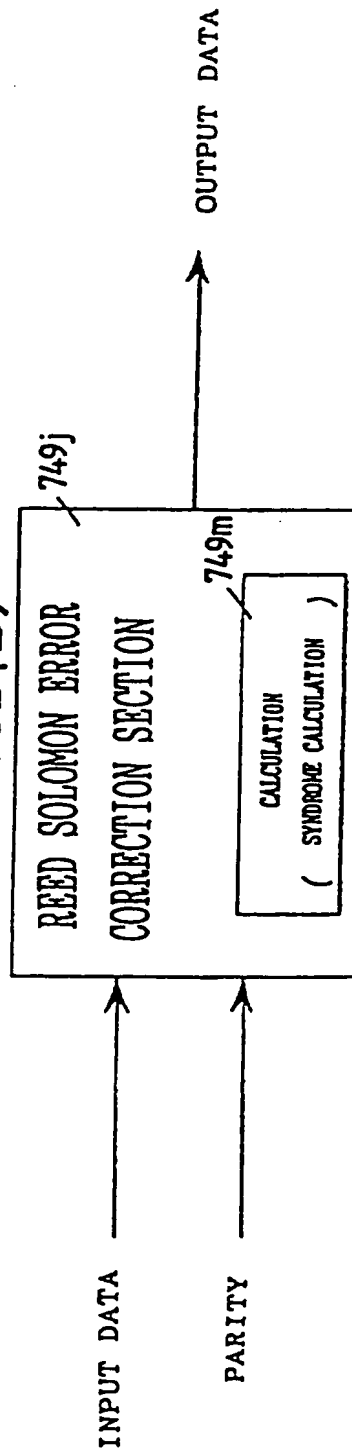 INPUT DATA
PARITY
REED SOLOMON ERROR
CORRECTION SECTION
749j
749m
CALCULATION
( SYNDROME CALCULATION )
OUTPUT DATA